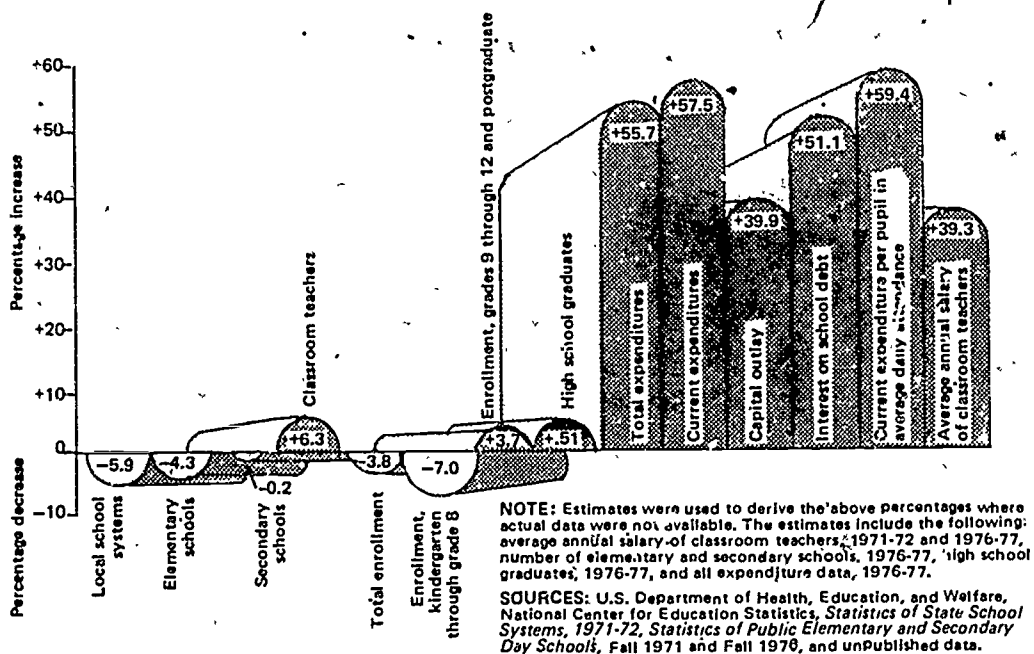 +60
+50
+40
+30
+20
+10
0
−10
Percentage increase
Percentage decrease
−5.9
−4.3
−0.2
+6.3
−3.8
−7.0
+3.7
+.51
+55.7
+57.5
+39.9
+51.1
+59.4
+39.3
Local school
systems
Elementary
schools
Secondary
schools
Classroom teachers
Total enrollment
Enrollment,
kindergarten
through grade 8
Enrollment, grades 9 through 12 and postgraduate
High school graduates
Total expenditures
Current expenditures
Capital outlay
Interest on school debt
Current expenditura per pupil in
average daily attendance
Average annual salary
of classroom teachers
NOTE: Estimates were used to derive the above percentages where
actual data were not available. The estimates include the following:
average annual salary of classroom teachers, 1971-72 and 1976-77,
number of elementary and secondary schools, 1976-77, high school
graduates, 1976-77, and all expenditure data, 1976-77.
SOURCES: U.S. Department of Health, Education, and Welfare,
National Center for Education Statistics, Statistics of State School
Systems, 1971-72, Statistics of Public Elementary and Secondary
Day Schools, Fall 1971 and Fall 1976, and unpublished data.